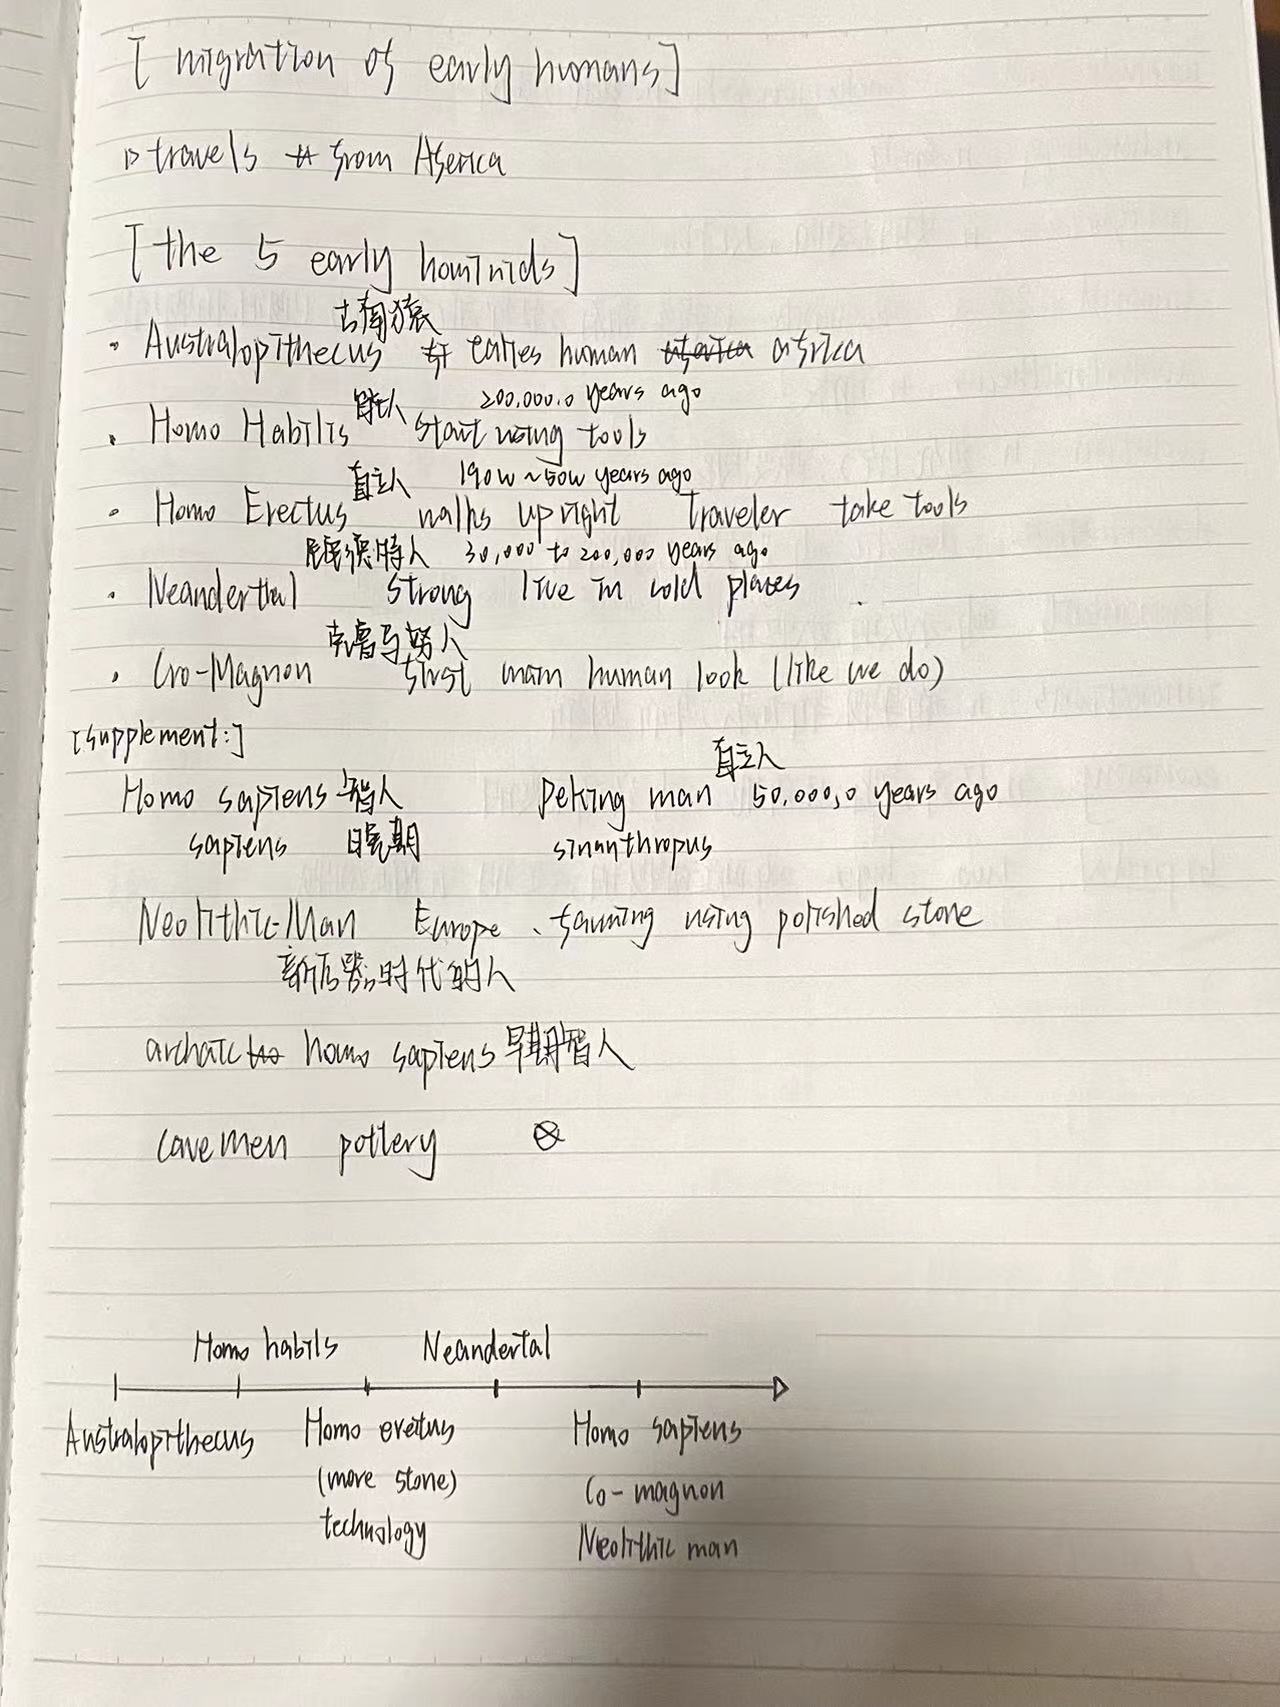 [ migration of early humans]
▷ travels from Africa
[ the 5 early hominids]
古南猿
• Australopithecus earlies human africa
能人 200,000,0 years ago
• Homo Habilis start using tools
直立人 190w ~ 50w years ago
• Homo Erectus walks upright Traveler take tools
尼安德特人 30,000 to 200,000 years ago
• Neanderthal strong live in cold places
克鲁马努人
• Cro-Magnon first human look (like we do)
[supplement:]
直立人
Homo sapiens 智人 Peking man 50,000,0 years ago
sapiens 晚期 sinanthropus
Neolithic-Man Europe 、 farming using polished stone
新石器时代的人
archaic homo sapiens 早期智人
cavemen pottery ⊗
Homo habils Neandertal
Australopithecus Homo erectus Homo sapiens
(more stone) Co-magnon
technology Neolithic man